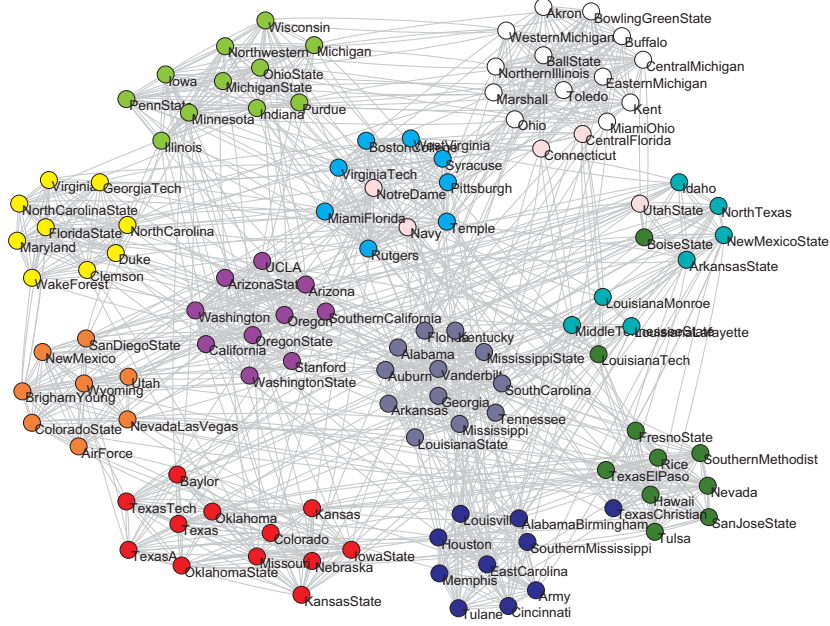 Akron
BowlingGreenState
Wisconsin
WesternMichigan
Buffalo
Northwestern
Michigan
BallState
CentralMichigan
OhioState
NorthernIllinois
EasternMichigan
Iowa
MichiganState
Marshall
Toledo
PennState
Indiana
Purdue
Kent
Minnesota
Ohio
MiamiOhio
CentralFlorida
Illinois
BostonCollege
WestVirginia
Connecticut
Syracuse
VirginiaTech
Virginia
GeorgiaTech
NotreDame
Pittsburgh
Idaho
NorthCarolinaState
MiamiFlorida
UtahState
NorthTexas
FloridaState
NorthCarolina
Navy
Temple
Maryland
BoiseState
NewMexicoState
Duke
Rutgers
ArkansasState
WakeForest
Clemson
UCLA
ArizonaState
Arizona
LouisianaMonroe
Washington
Oregon
SouthernCalifornia
MiddleTennesseeState
LouisianaLafayette
SanDiegoState
OregonState
Florida
Kentucky
NewMexico
California
Alabama
MississippiState
LouisianaTech
Stanford
Auburn
Vanderbilt
Utah
WashingtonState
Wyoming
SouthCarolina
BrighamYoung
Arkansas
Georgia
Tennessee
ColoradoState
NevadaLasVegas
Mississippi
FresnoState
AirForce
LouisianaState
Rice
SouthernMethodist
Baylor
TexasElPaso
Nevada
Hawaii
TexasTech
Oklahoma
Kansas
Louisville
AlabamaBirmingham
TexasChristian
SanJoseState
Texas
Colorado
Houston
SouthernMississippi
Tulsa
TexasA
Missouri
Nebraska
IowaState
OklahomaState
EastCarolina
Memphis
KansasState
Army
Tulane
Cincinnati